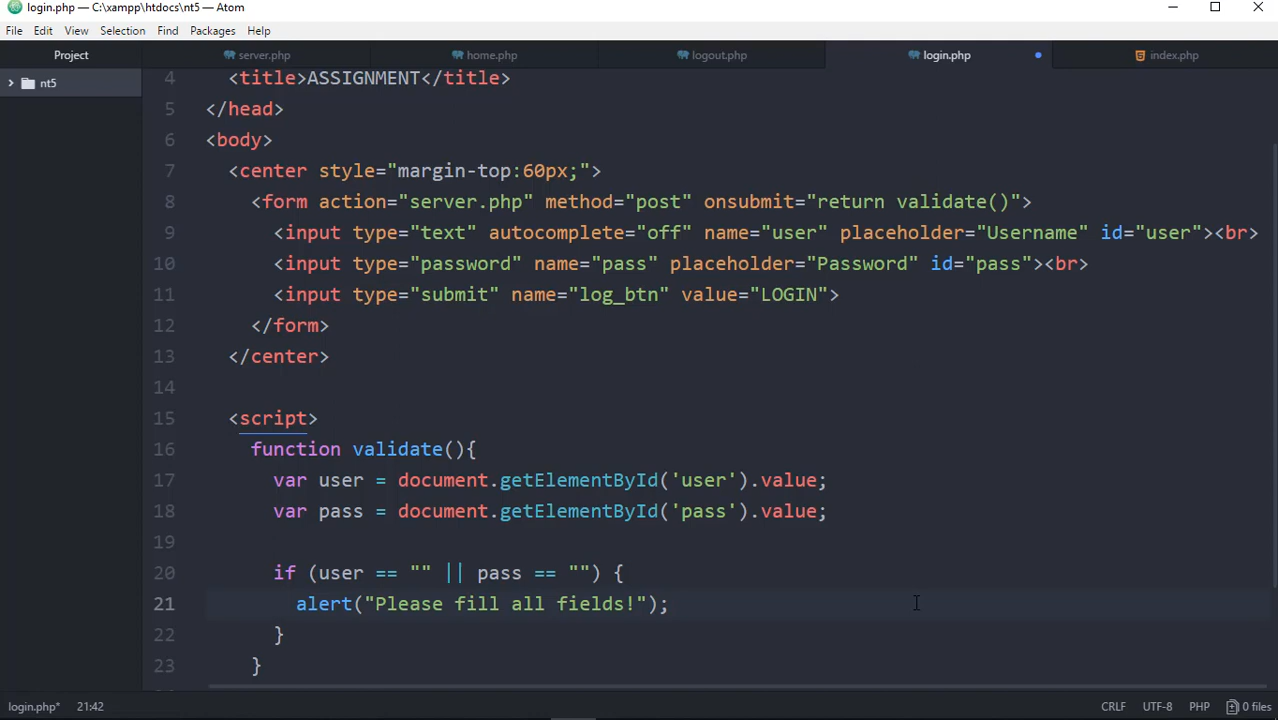 login.php — C:\xampp\htdocs\nt5 — Atom
File Edit View Selection Find Packages Help
Project server.php home.php logout.php login.php index.php
nt5
4 <title>ASSIGNMENT</title>
5 </head>
6 <body>
7 <center style="margin-top:60px;">
8 <form action="server.php" method="post" onsubmit="return validate()">
9 <input type="text" autocomplete="off" name="user" placeholder="Username" id="user"><br>
10 <input type="password" name="pass" placeholder="Password" id="pass"><br>
11 <input type="submit" name="log_btn" value="LOGIN">
12 </form>
13 </center>
14
15 <script>
16 function validate(){
17 var user = document.getElementById('user').value;
18 var pass = document.getElementById('pass').value;
19
20 if (user == "" || pass == "") {
21 alert("Please fill all fields!");
22 }
23 }
login.php* 21:42 CRLF UTF-8 PHP 0 files